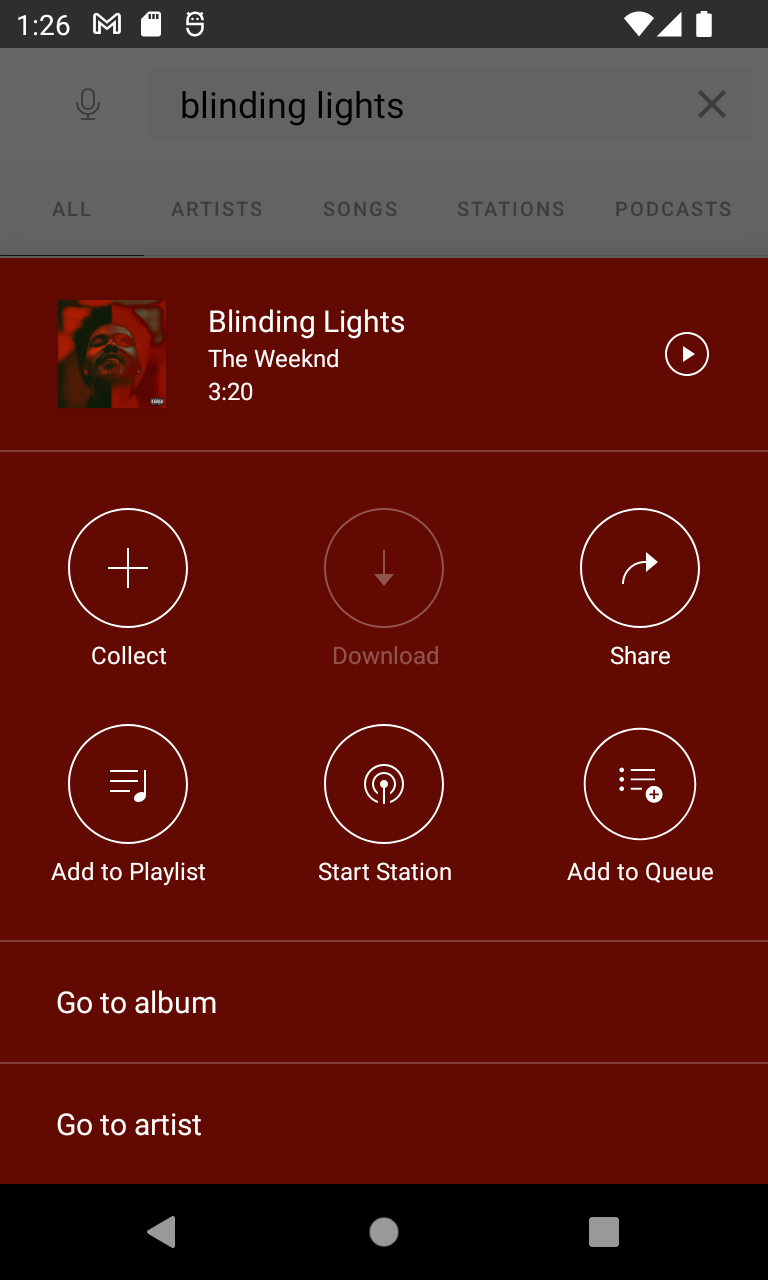 1:26
blinding lights
ALL ARTISTS SONGS STATIONS PODCASTS
Blinding Lights
The Weeknd
3:20
Collect Download Share
Add to Playlist Start Station Add to Queue
Go to album
Go to artist